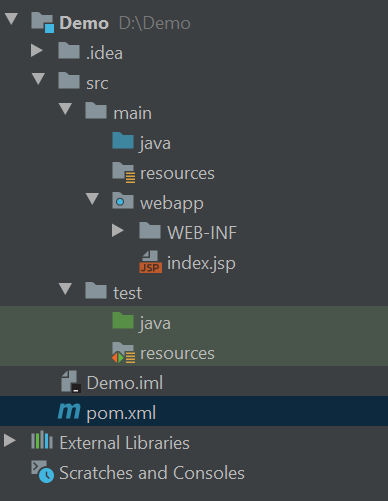 Demo D:\Demo
.idea
src
main
java
resources
webapp
WEB-INF
JSP index.jsp
test
java
resources
Demo.iml
m pom.xml
External Libraries
Scratches and Consoles